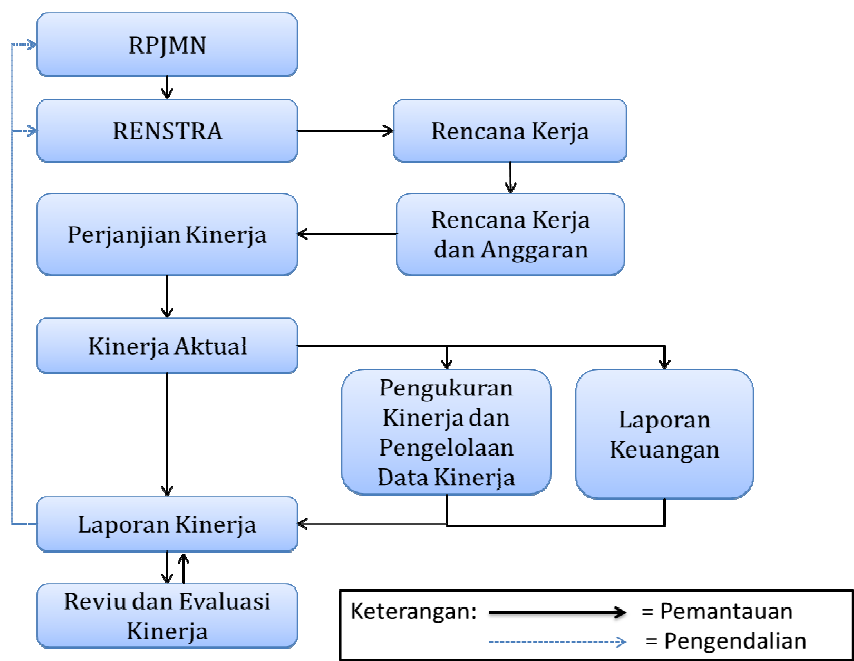 RPJMN
RENSTRA
Rencana Kerja
Perjanjian Kinerja
Rencana Kerja
dan Anggaran
Kinerja Aktual
Pengukuran
Kinerja dan
Pengelolaan
Data Kinerja
Laporan
Keuangan
Laporan Kinerja
Reviu dan Evaluasi
Kinerja
Keterangan: = Pemantauan
= Pengendalian